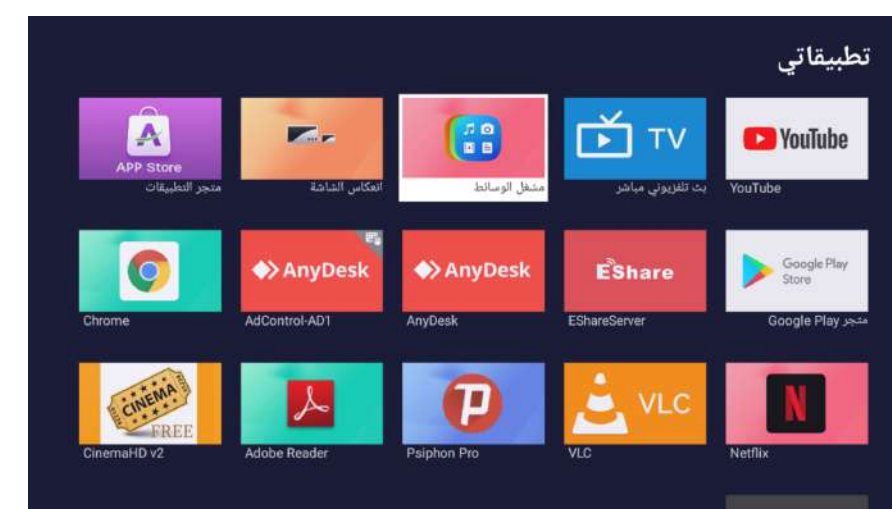 تطبيقاتي
YouTube
YouTube
TV
بث تلفزيوني مباشر
مشغل الوسائط
انعكاس الشاشة
APP Store
متجر التطبيقات
Google Play
Store
متجر Google Play
EShare
EShareServer
AnyDesk
AnyDesk
AnyDesk
AdControl-AD1
Chrome
N
Netflix
VLC
VLC
Psiphon Pro
Adobe Reader
CINEMA
FREE
CinemaHD v2